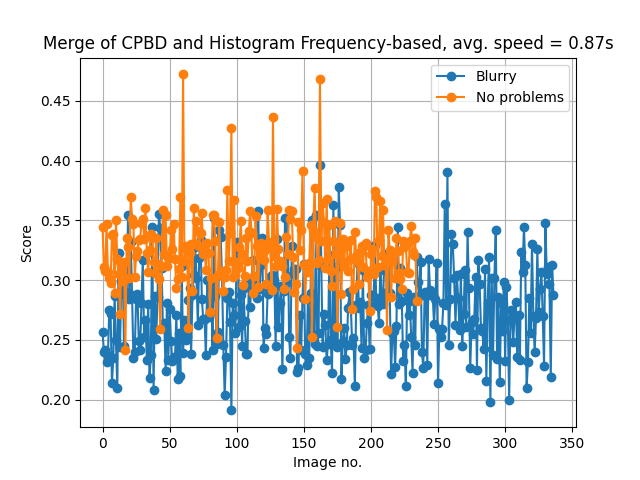 Merge of CPBD and Histogram Frequency-based, avg. speed = 0.87s
Blurry
No problems
0.45
0.40
0.35
0.30
0.25
0.20
Score
0 50 100 150 200 250 300 350
Image no.